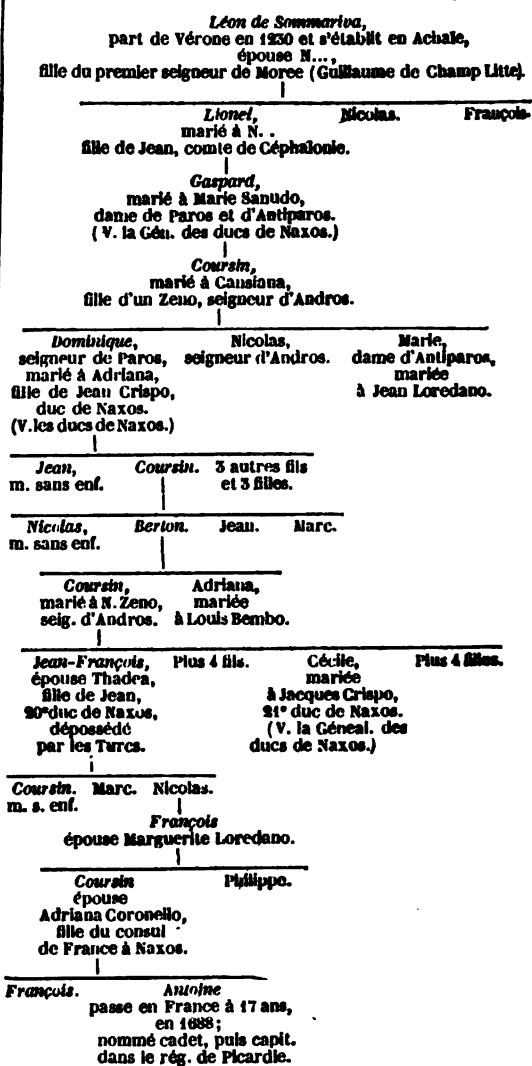 Léon de Sommariva,
part de Vérone en 1230 et s'établit en Achaïe,
épouse N...,
fille du premier seigneur de Moree (Guillaume de Champ Litte).
Lionel,
marié à N. .
fille de Jean, comte de Céphalonie.
Nicolas.
François.
Gaspard,
marié à Marie Sanudo,
dame de Paros et d'Antiparos.
( V. la Gén. des ducs de Naxos.)
Coursin,
marié à Cansiana,
fille d'un Zeno, seigneur d'Andros.
Dominique,
seigneur de Paros,
marié à Adriana,
fille de Jean Crispo,
duc de Naxos.
(V. les ducs de Naxos.)
Nicolas,
seigneur d'Andros.
Marie,
dame d'Antiparos,
mariée
à Jean Loredano.
Jean,
m. sans enf.
Coursin.
3 autres fils
et 3 filles.
Nicolas,
m. sans enf.
Berton.
Jean.
Marc.
Coursin,
marié à N. Zeno,
seig. d'Andros.
Adriana,
mariée
à Louis Bembo.
Jean-François,
épouse Thadea,
fille de Jean,
20e duc de Naxos,
dépossédé
par les Turcs.
Plus 4 fils.
Cécile,
mariée
à Jacques Crispo,
21e duc de Naxos.
( V. la Géneal. des
ducs de Naxos.)
Plus 4 filles.
Coursin.
m. s. enf.
Marc.
Nicolas.
François
épouse Marguerite Loredano.
Coursin
épouse
Adriana Coronello,
fille du consul
de France à Naxos.
Philippe.
François.
Antoine
passe en France à 17 ans,
en 1688;
nommé cadet, puis capit.
dans le rég. de Picardie.